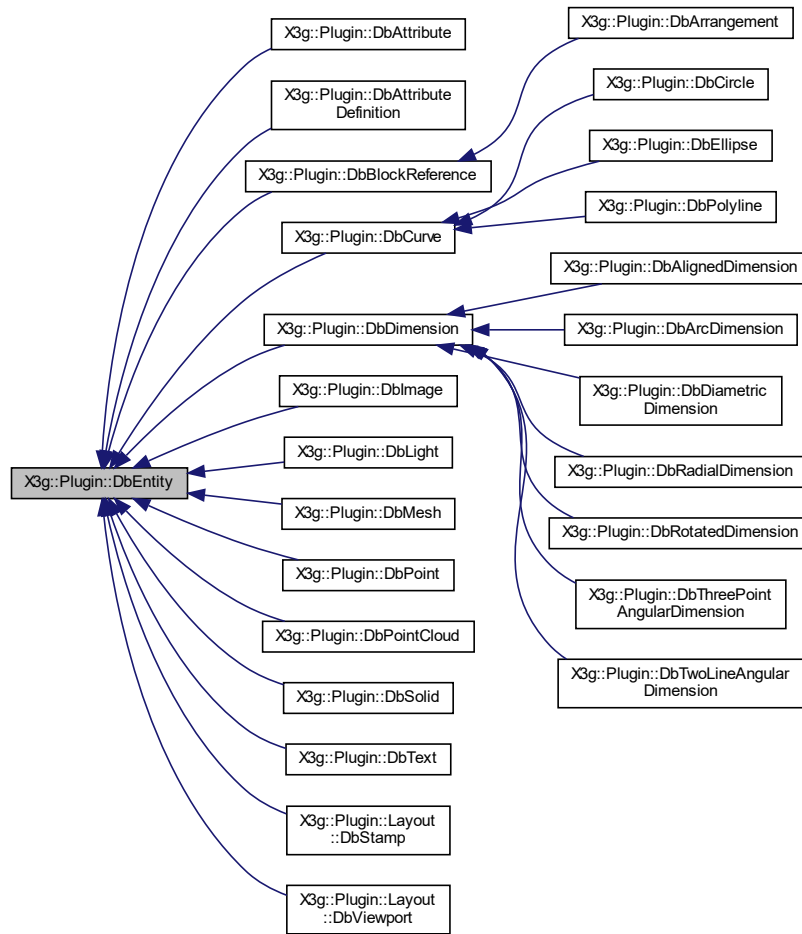 X3g::Plugin::DbEntity
X3g::Plugin::DbAttribute
X3g::Plugin::DbAttribute
Definition
X3g::Plugin::DbBlockReference
X3g::Plugin::DbCurve
X3g::Plugin::DbDimension
X3g::Plugin::DbImage
X3g::Plugin::DbLight
X3g::Plugin::DbMesh
X3g::Plugin::DbPoint
X3g::Plugin::DbPointCloud
X3g::Plugin::DbSolid
X3g::Plugin::DbText
X3g::Plugin::Layout
::DbStamp
X3g::Plugin::Layout
::DbViewport
X3g::Plugin::DbArrangement
X3g::Plugin::DbCircle
X3g::Plugin::DbEllipse
X3g::Plugin::DbPolyline
X3g::Plugin::DbAlignedDimension
X3g::Plugin::DbArcDimension
X3g::Plugin::DbDiametric
Dimension
X3g::Plugin::DbRadialDimension
X3g::Plugin::DbRotatedDimension
X3g::Plugin::DbThreePoint
AngularDimension
X3g::Plugin::DbTwoLineAngular
Dimension